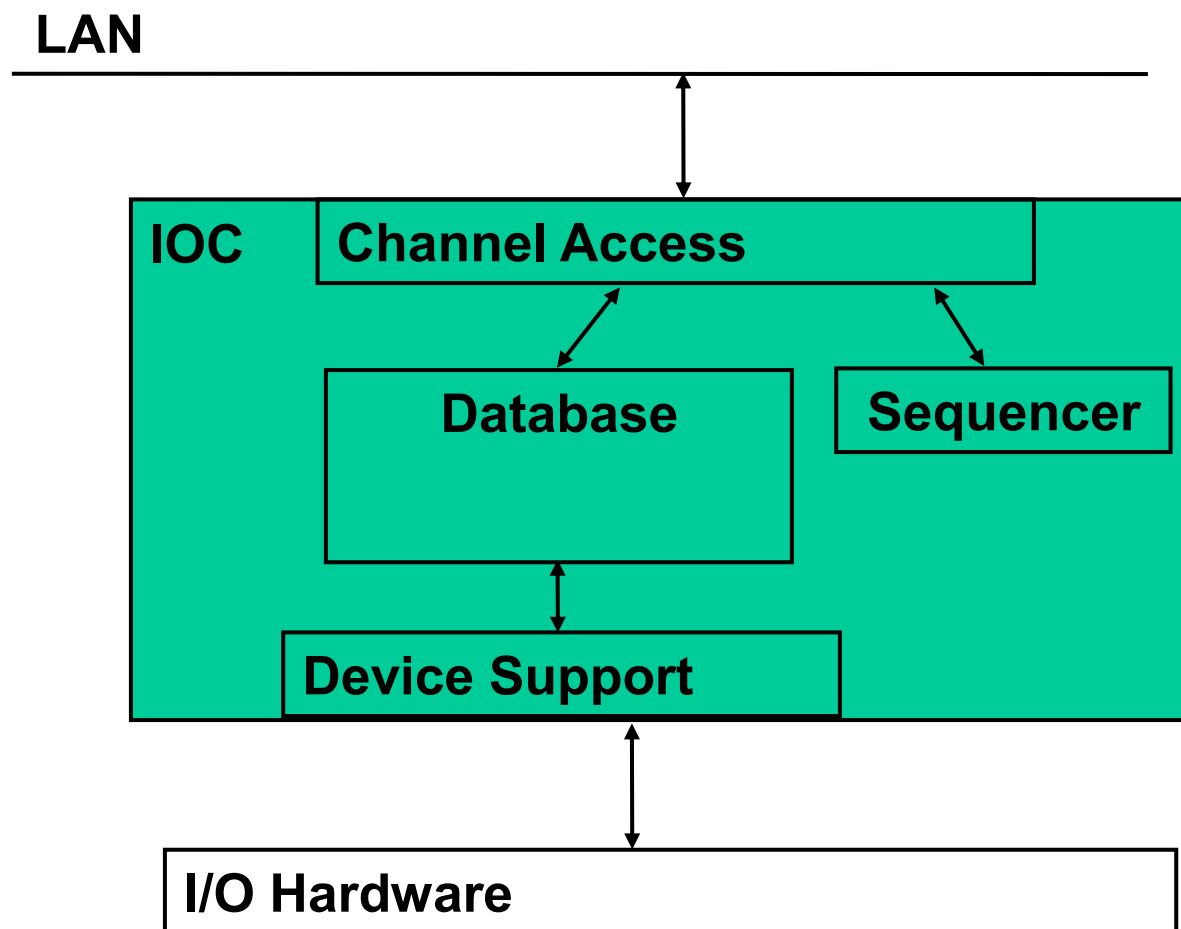 LAN
IOC
Channel Access
Database
Sequencer
Device Support
I/O Hardware